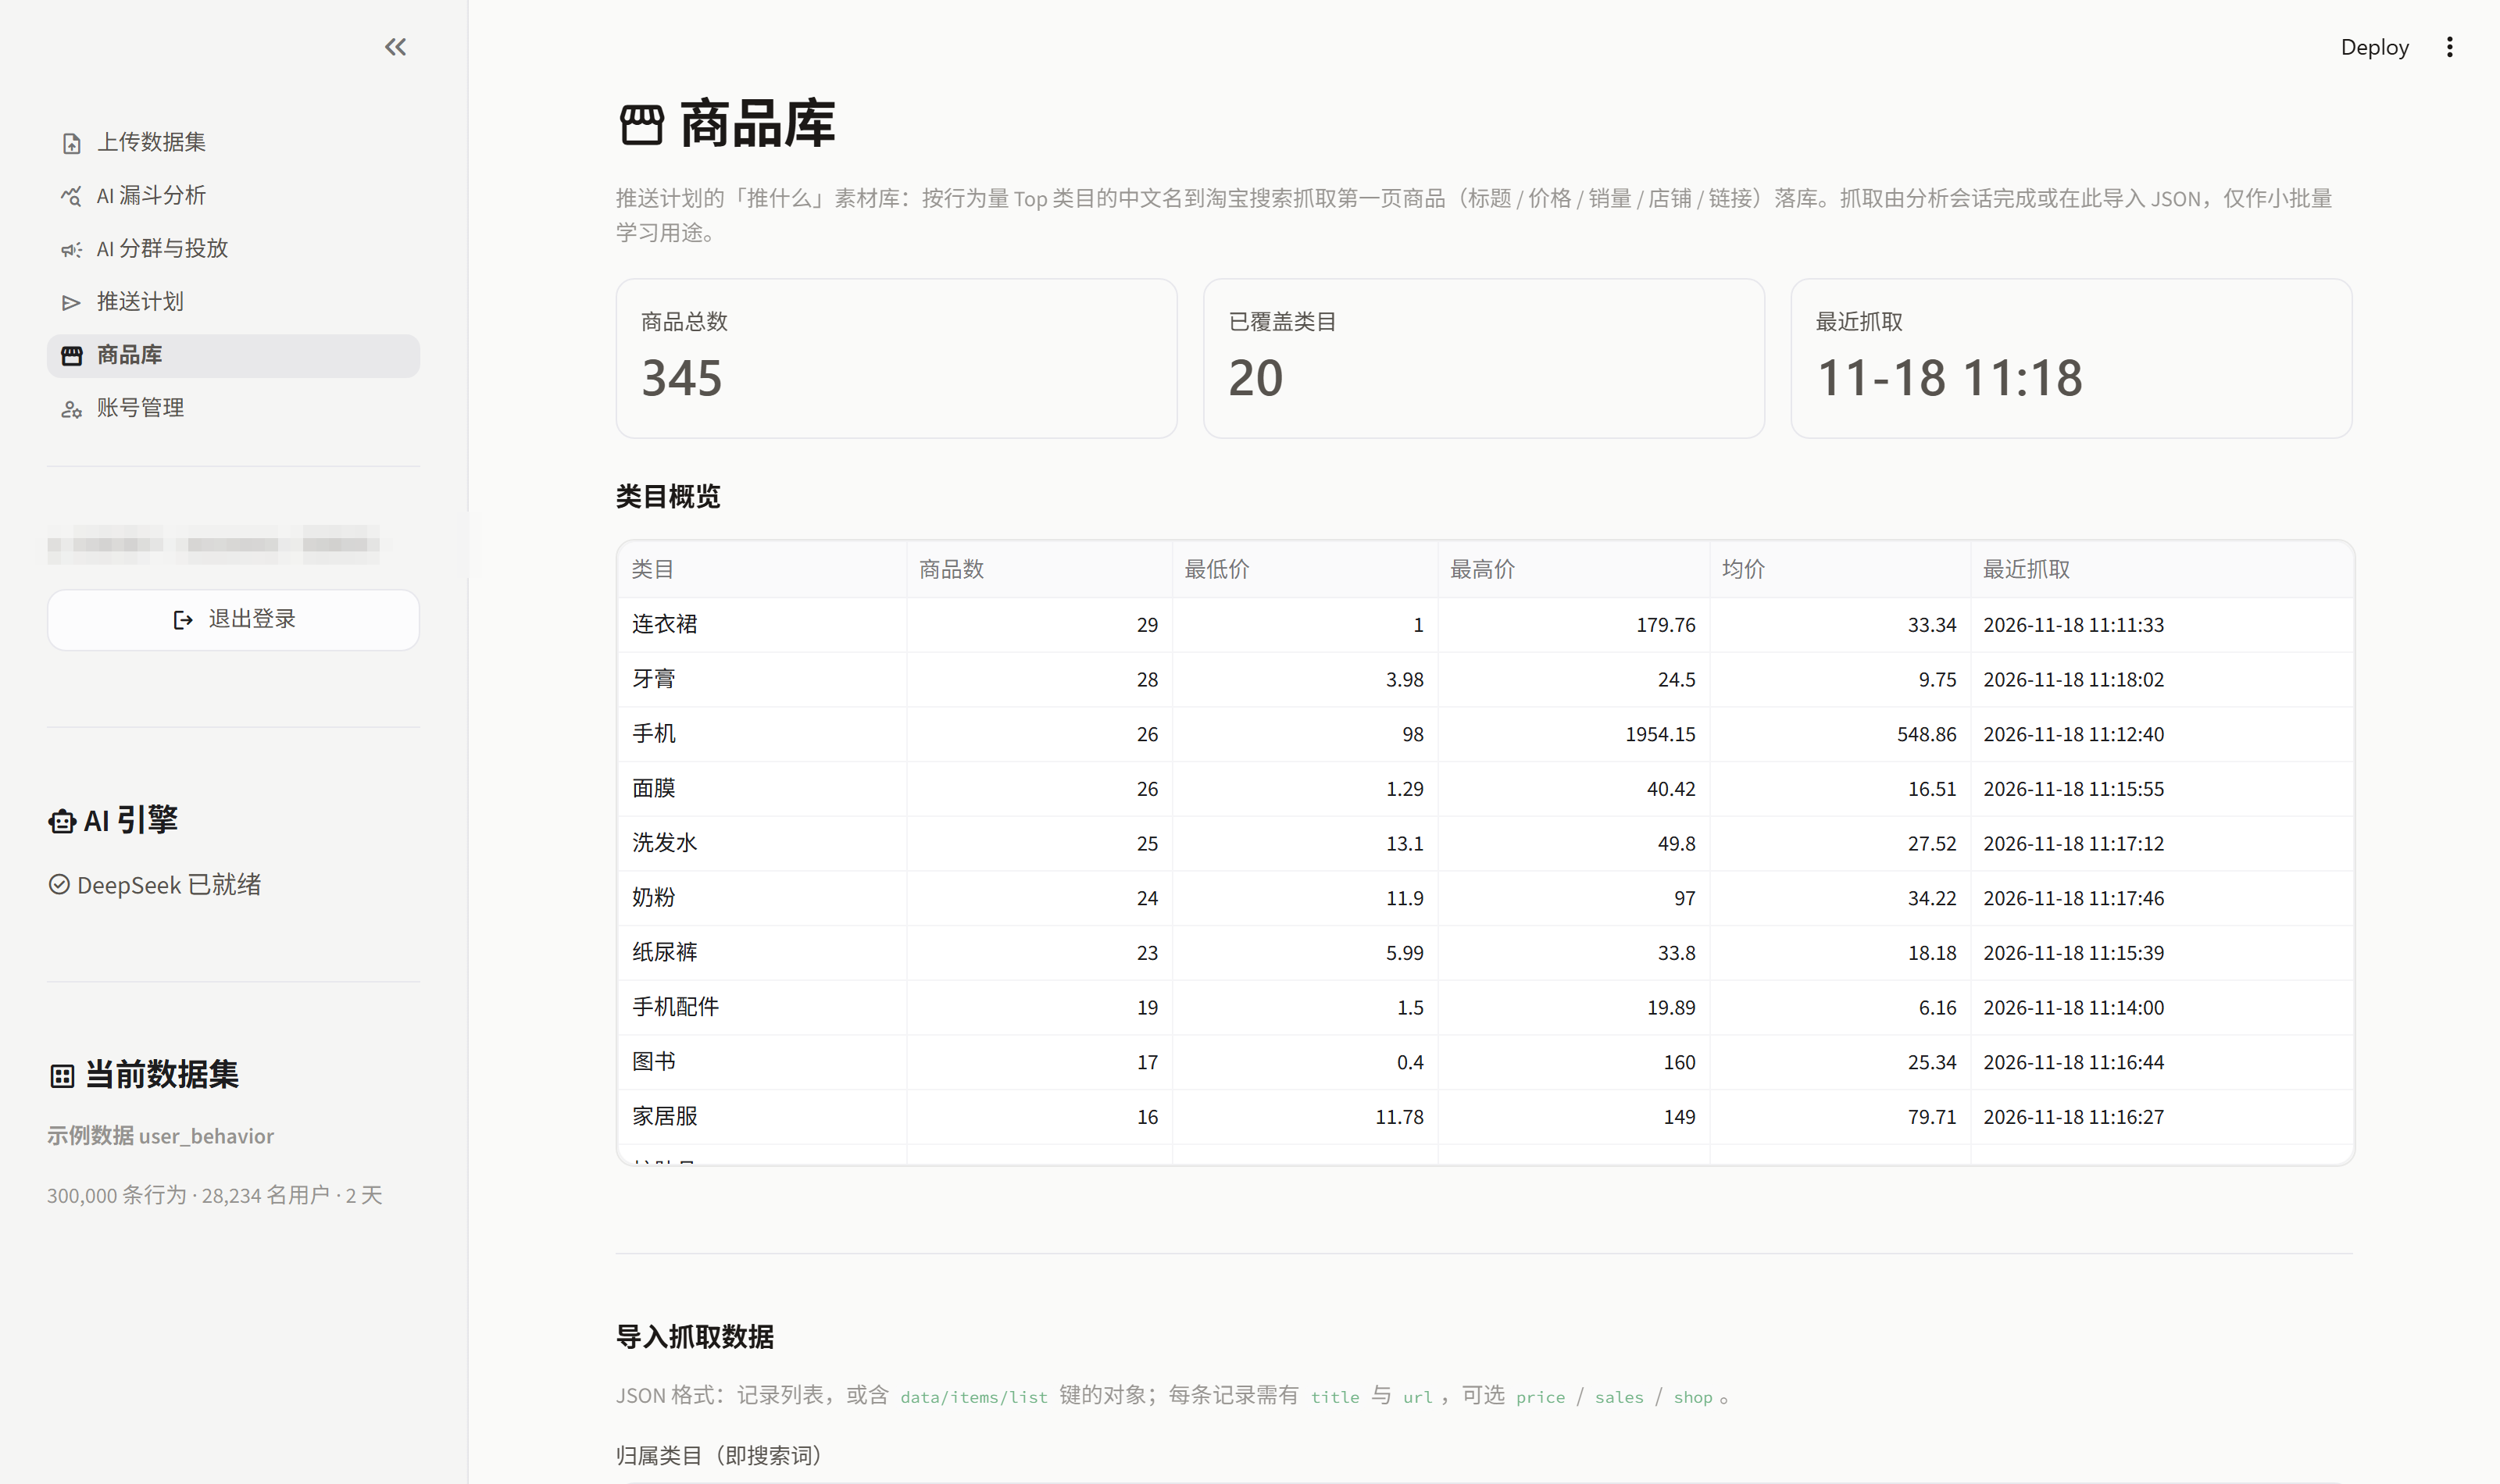 上传数据集
AI 漏斗分析
AI 分群与投放
推送计划
商品库
账号管理
退出登录
AI 引擎
DeepSeek 已就绪
当前数据集
示例数据 user_behavior
300,000 条行为 · 28,234 名用户 · 2 天
Deploy
商品库
推送计划的「推什么」素材库：按行为量 Top 类目的中文名到淘宝搜索抓取第一页商品（标题 / 价格 / 销量 / 店铺 / 链接）落库。抓取由分析会话完成或在此导入 JSON，仅作小批量
学习用途。
商品总数
345
已覆盖类目
20
最近抓取
11-18 11:18
类目概览
类目 商品数 最低价 最高价 均价 最近抓取
连衣裙 29 1 179.76 33.34 2026-11-18 11:11:33
牙膏 28 3.98 24.5 9.75 2026-11-18 11:18:02
手机 26 98 1954.15 548.86 2026-11-18 11:12:40
面膜 26 1.29 40.42 16.51 2026-11-18 11:15:55
洗发水 25 13.1 49.8 27.52 2026-11-18 11:17:12
奶粉 24 11.9 97 34.22 2026-11-18 11:17:46
纸尿裤 23 5.99 33.8 18.18 2026-11-18 11:15:39
手机配件 19 1.5 19.89 6.16 2026-11-18 11:14:00
图书 17 0.4 160 25.34 2026-11-18 11:16:44
家居服 16 11.78 149 79.71 2026-11-18 11:16:27
导入抓取数据
JSON 格式：记录列表，或含 data/items/list 键的对象；每条记录需有 title 与 url ，可选 price / sales / shop 。
归属类目（即搜索词）